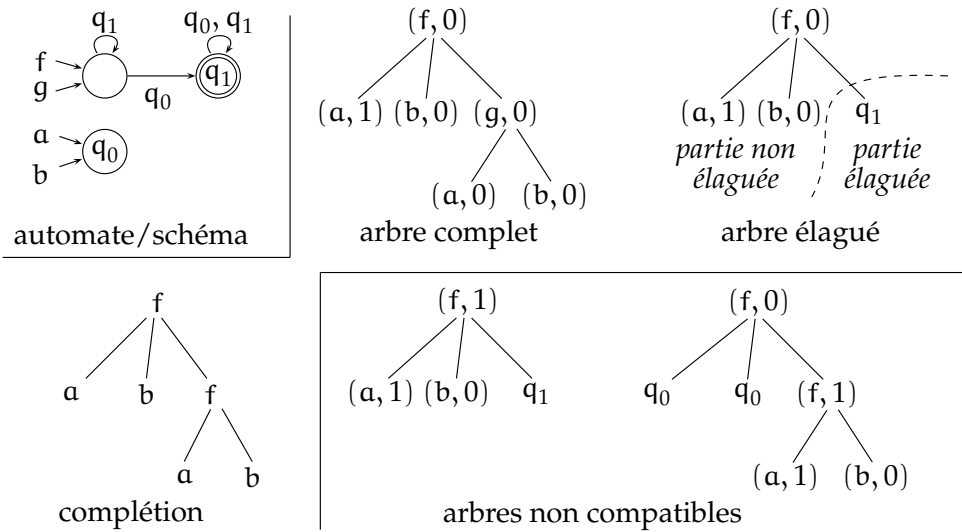 q₁ q₀, q₁
f
g q₁
q₀
a
b q₀
automate/schéma
(f, 0)
(a, 1) (b, 0) (g, 0)
(a, 0) (b, 0)
arbre complet
(f, 0)
(a, 1) (b, 0) q₁
partie non
élaguée
partie
élaguée
arbre élagué
f
a b f
a b
complétion
(f, 1)
(a, 1) (b, 0) q₁
(f, 0)
q₀ q₀ (f, 1)
(a, 1) (b, 0)
arbres non compatibles